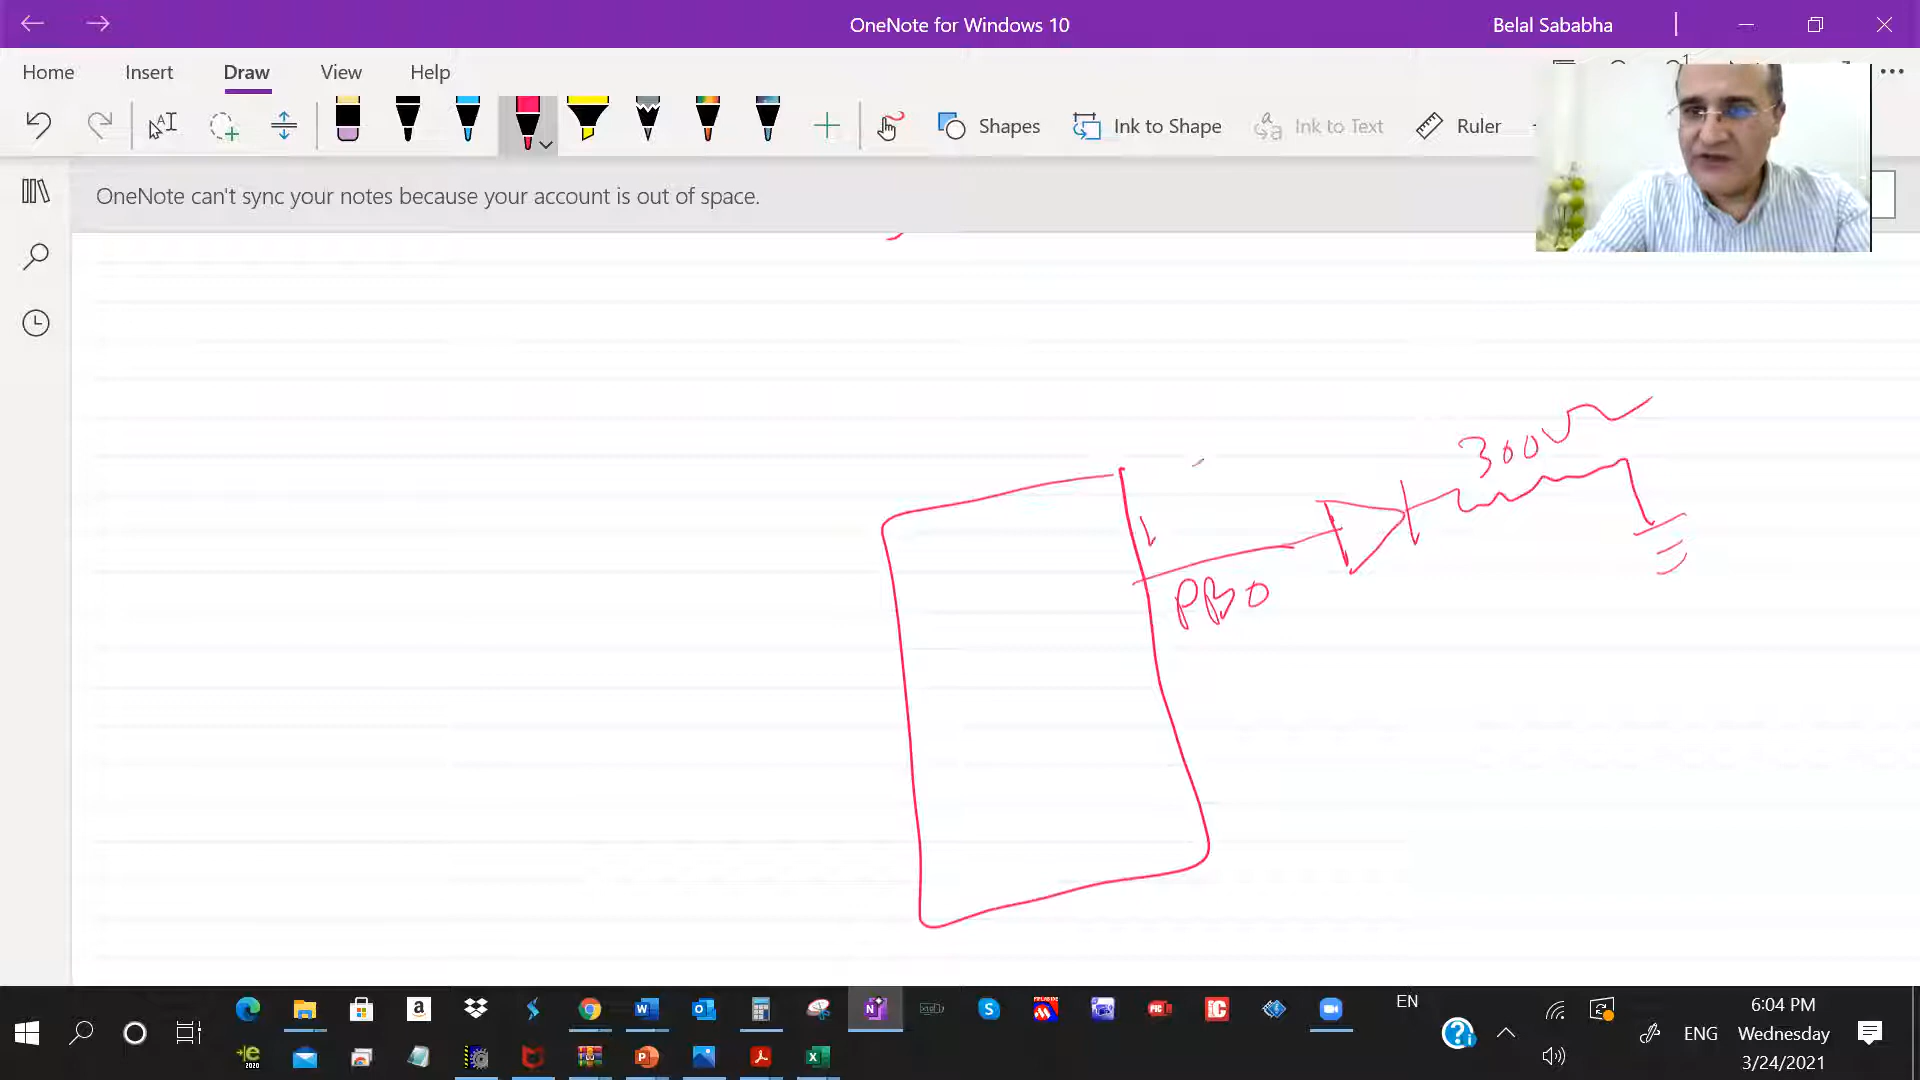 OneNote for Windows 10
Belal Sababha
Home Insert Draw View Help
Shapes Ink to Shape Ink to Text Ruler
OneNote can't sync your notes because your account is out of space.
300
PB0
EN
6:04 PM
ENG Wednesday
3/24/2021